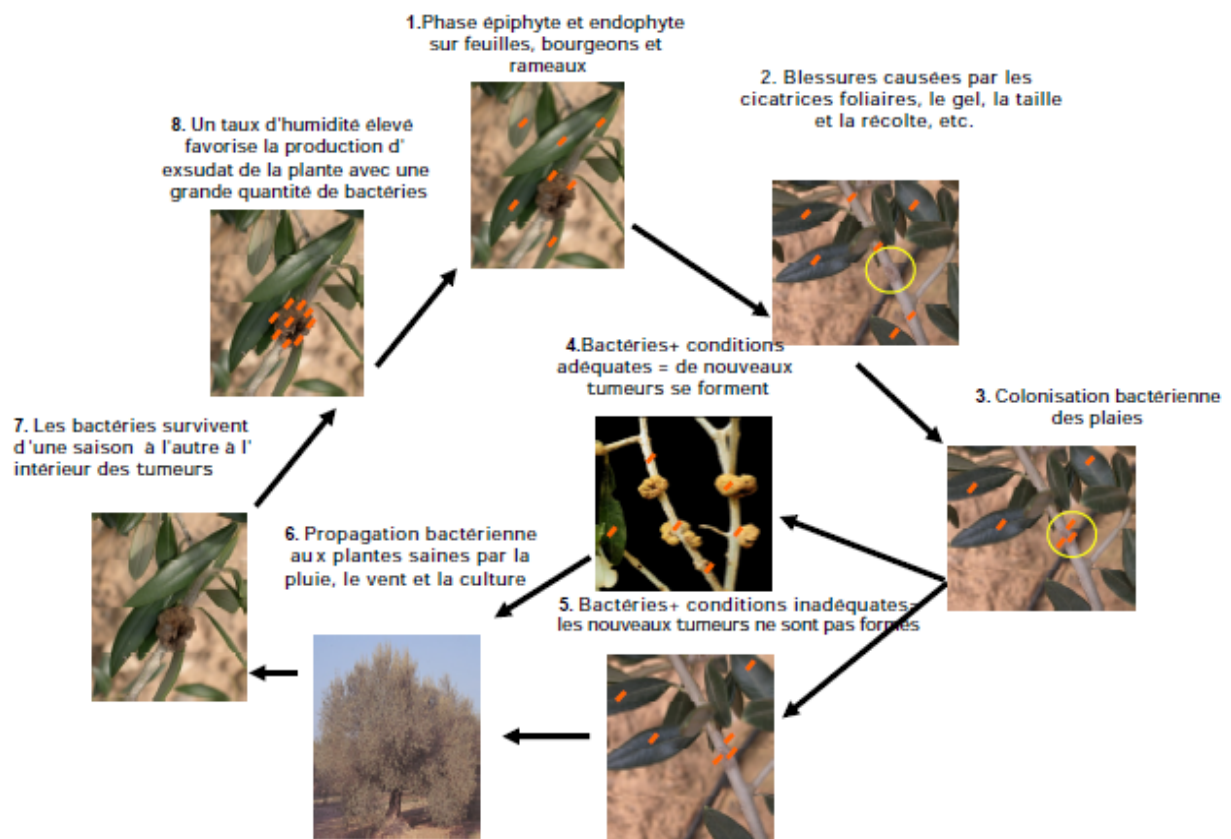 1.Phase épiphyte et endophyte
sur feuilles, bourgeons et
rameaux
2. Blessures causées par les
cicatrices foliaires, le gel, la taille
et la récolte, etc.
3. Colonisation bactérienne
des plaies
4.Bactéries+ conditions
adéquates = de nouveaux
tumeurs se forment
5. Bactéries+ conditions inadéquates=
les nouveaux tumeurs ne sont pas formés
6. Propagation bactérienne
aux plantes saines par la
pluie, le vent et la culture
7. Les bactéries survivent
d'une saison à l'autre à l'
intérieur des tumeurs
8. Un taux d'humidité élevé
favorise la production d'
exsudat de la plante avec une
grande quantité de bactéries